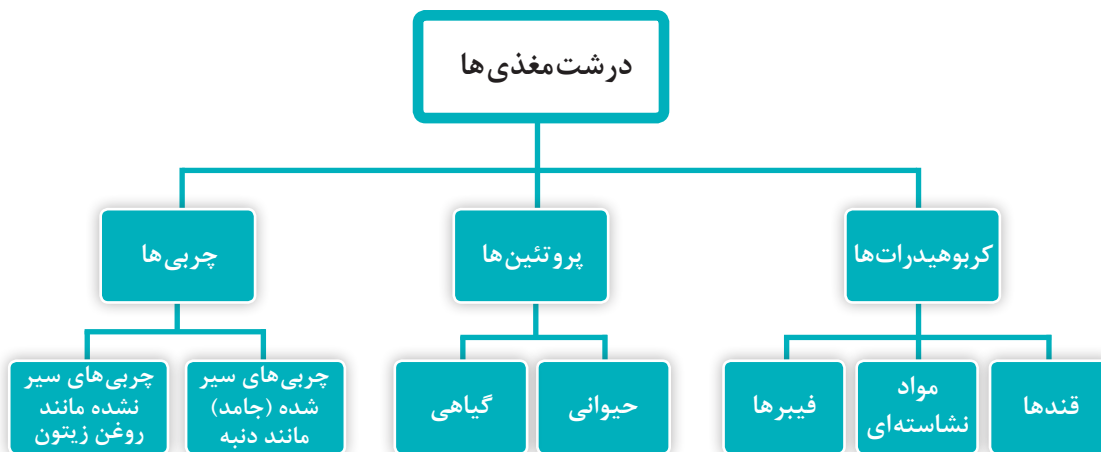 درشت‌مغذی‌ها
کربوهیدرات‌ها
پروتئین‌ها
چربی‌ها
قندها
مواد
نشاسته‌ای
فیبرها
حیوانی
گیاهی
چربی‌های سیر
شده (جامد)
مانند دنبه
چربی‌های سیر
نشده مانند
روغن زیتون